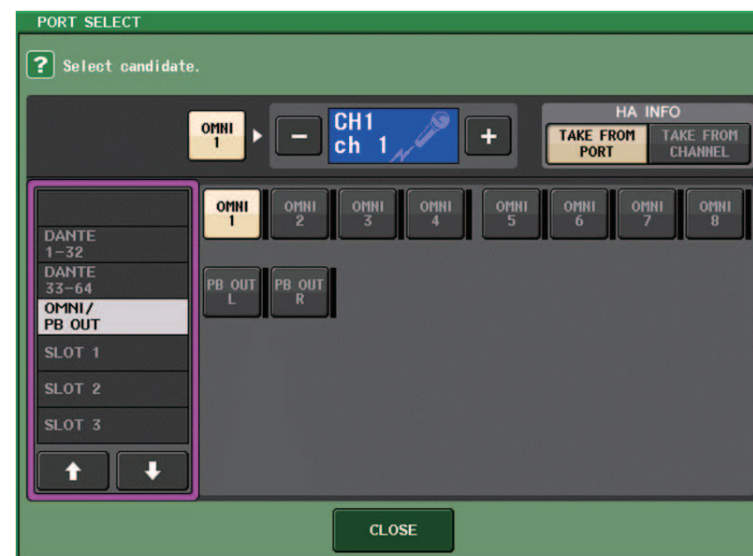 PORT SELECT
? Select candidate.
OMNI
1
−
CH1
ch 1
+
HA INFO
TAKE FROM
PORT
TAKE FROM
CHANNEL
DANTE
1-32
DANTE
33-64
OMNI/
PB OUT
SLOT 1
SLOT 2
SLOT 3
OMNI
1
OMNI
2
OMNI
3
OMNI
4
OMNI
5
OMNI
6
OMNI
7
OMNI
8
PB OUT
L
PB OUT
R
CLOSE